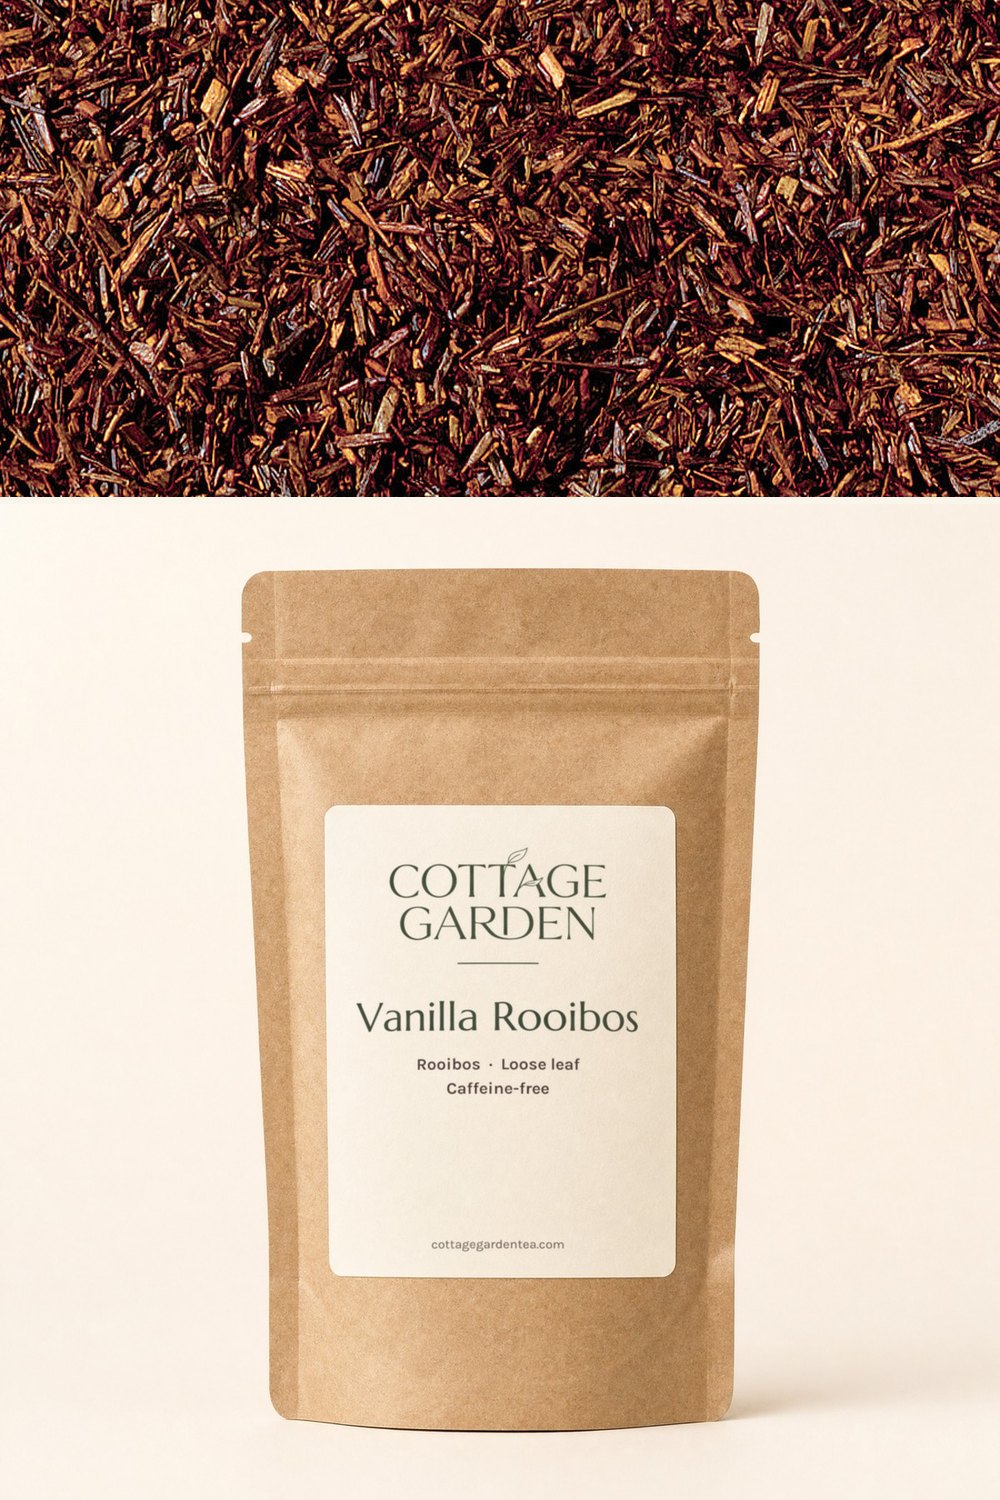 COTTAGE
GARDEN
Vanilla Rooibos
Rooibos · Loose leaf
Caffeine-free
cottagegardentea.com